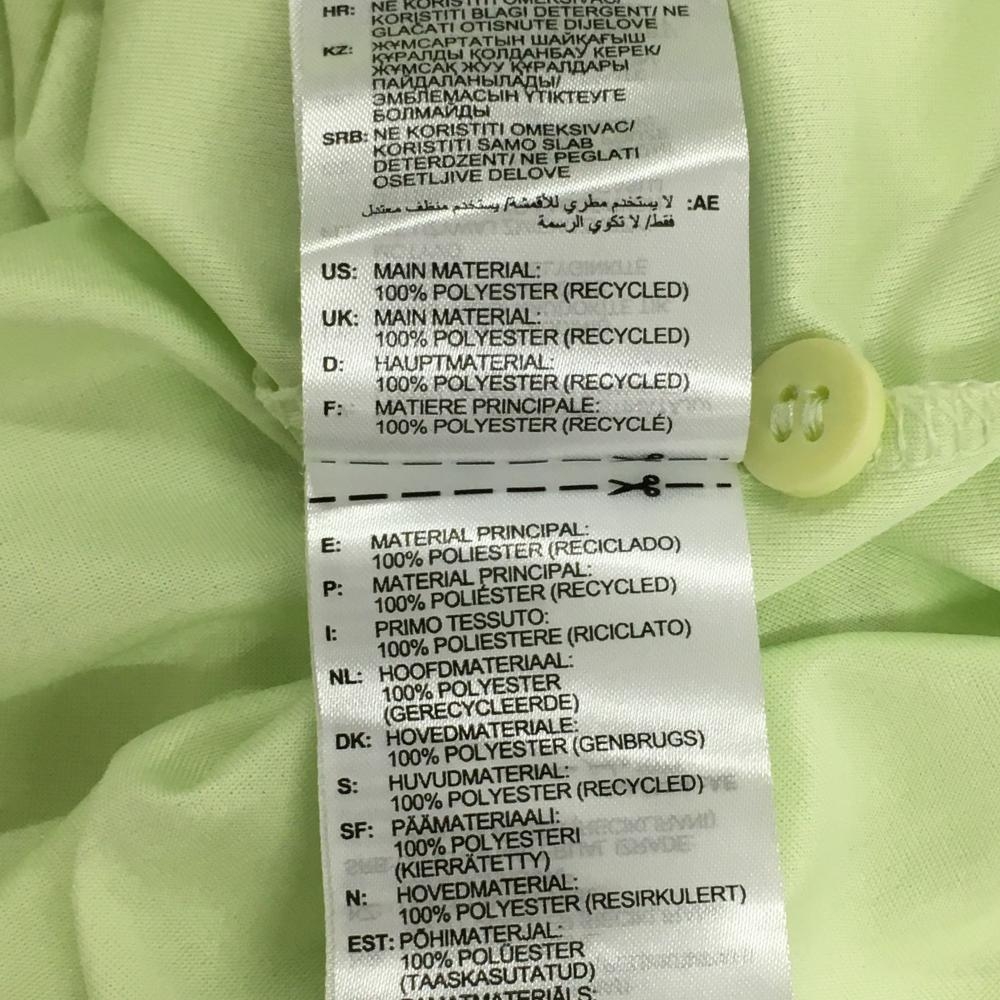 HR: NE KORISTITI OMEKSIVAČ/
KORISTITI BLAGI DETERGENT/ NE
GLAČATI OTISNUTE DIJELOVE
KZ: ЖҰМСАРТАТЫН ШАЙҚАҒЫШ
ҚҰРАЛДЫ ҚОЛДАНБАУ КЕРЕК/
ЖҰМСАҚ ЖУУ ҚҰРАЛДАРЫ
ПАЙДАЛАНЫЛАДЫ/
ЭМБЛЕМАСЫН ҮТІКТЕУГЕ
БОЛМАЙДЫ
SRB: NE KORISTITI OMEKSIVAC/
KORISTITI SAMO SLAB
DETERDZENT/ NE PEGLATI
OSETLJIVE DELOVE
AE: لا يستخدم مطري للأقمشة/ يستخدم منظف معتدل
فقط/ لا تكوي الرسمة
US: MAIN MATERIAL:
100% POLYESTER (RECYCLED)
UK: MAIN MATERIAL:
100% POLYESTER (RECYCLED)
D: HAUPTMATERIAL:
100% POLYESTER (RECYCLED)
F: MATIERE PRINCIPALE:
100% POLYESTER (RECYCLÉ)
E: MATERIAL PRINCIPAL:
100% POLIESTER (RECICLADO)
P: MATERIAL PRINCIPAL:
100% POLIÉSTER (RECYCLED)
I: PRIMO TESSUTO:
100% POLIESTERE (RICICLATO)
NL: HOOFDMATERIAAL:
100% POLYESTER
(GERECYCLEERDE)
DK: HOVEDMATERIALE:
100% POLYESTER (GENBRUGS)
S: HUVUDMATERIAL:
100% POLYESTER (RECYCLED)
SF: PÄÄMATERIAALI:
100% POLYESTERI
(KIERRÄTETTY)
N: HOVEDMATERIAL:
100% POLYESTER (RESIRKULERT)
EST: PÕHIMATERJAL:
100% POLÜESTER
(TAASKASUTATUD)
PAMATMATERIĀLS: